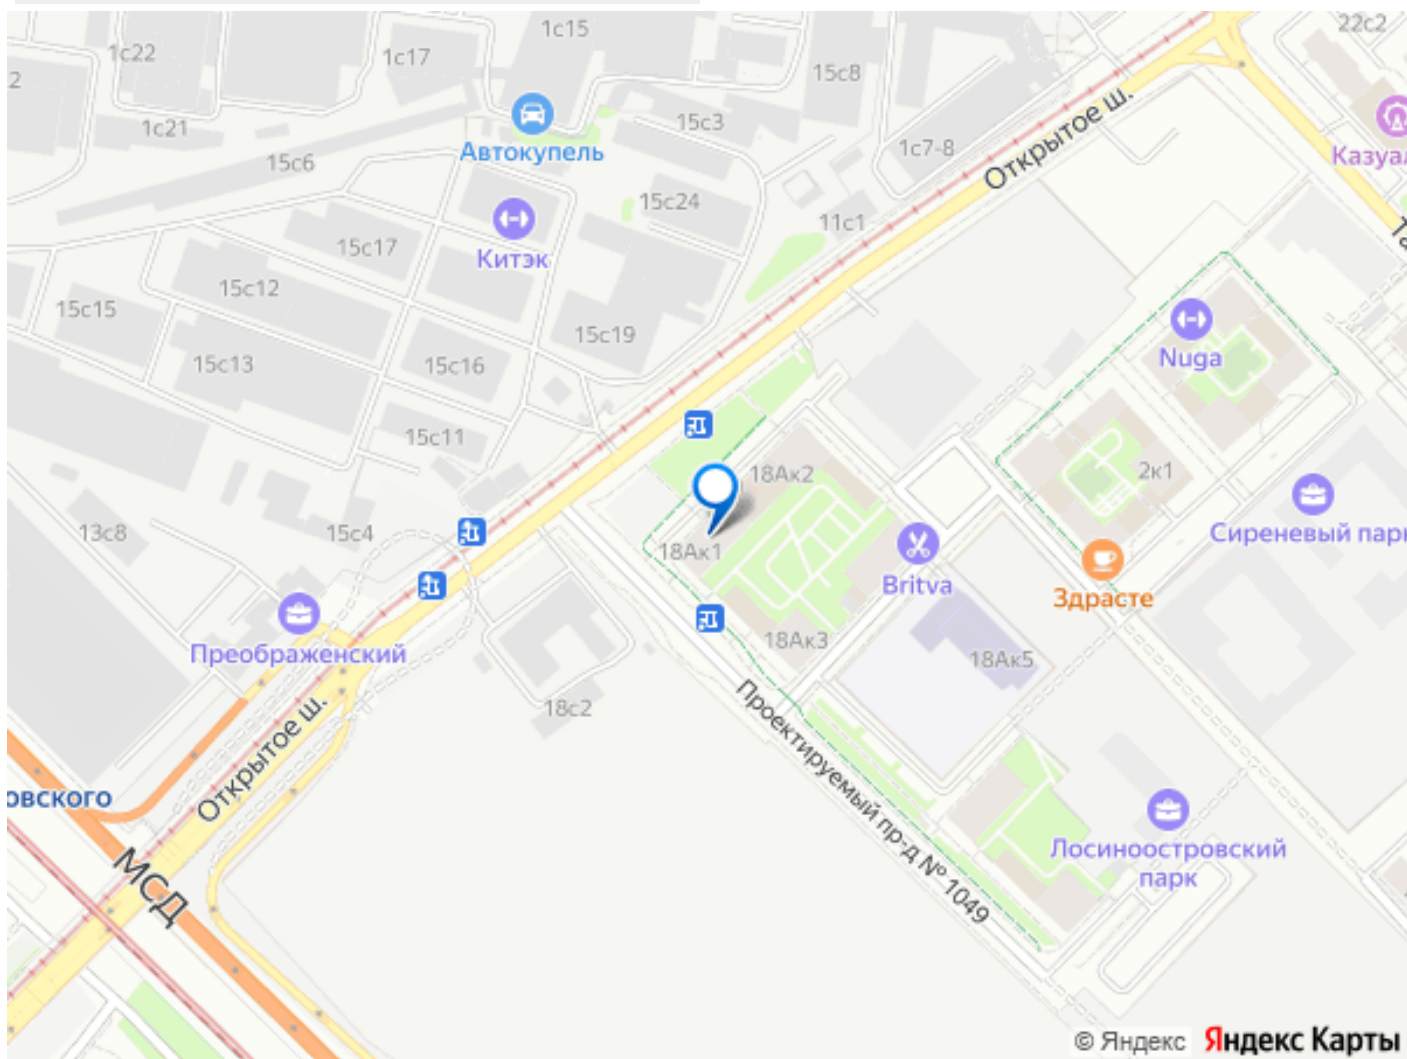 1с22
1с15
1с17
22с2
2
15с8
1с21
15с3
Открытое ш.
1с7-8
Автокупель
Казуал
15с6
15с24
11с1
15с17
Китэк
Та
15с12
15с15
15с19
Nuga
15с13
15с16
15с11
18Ак2
2к1
13с8
15с4
Сиреневый парк
18Ак1
Britva
Здрасте
Преображенский
18Ак3
18Ак5
Открытое ш.
18с2
Проектируемый пр-д № 1049
овского
МСД
Лосиноостровский
парк
© Яндекс Яндекс Карты